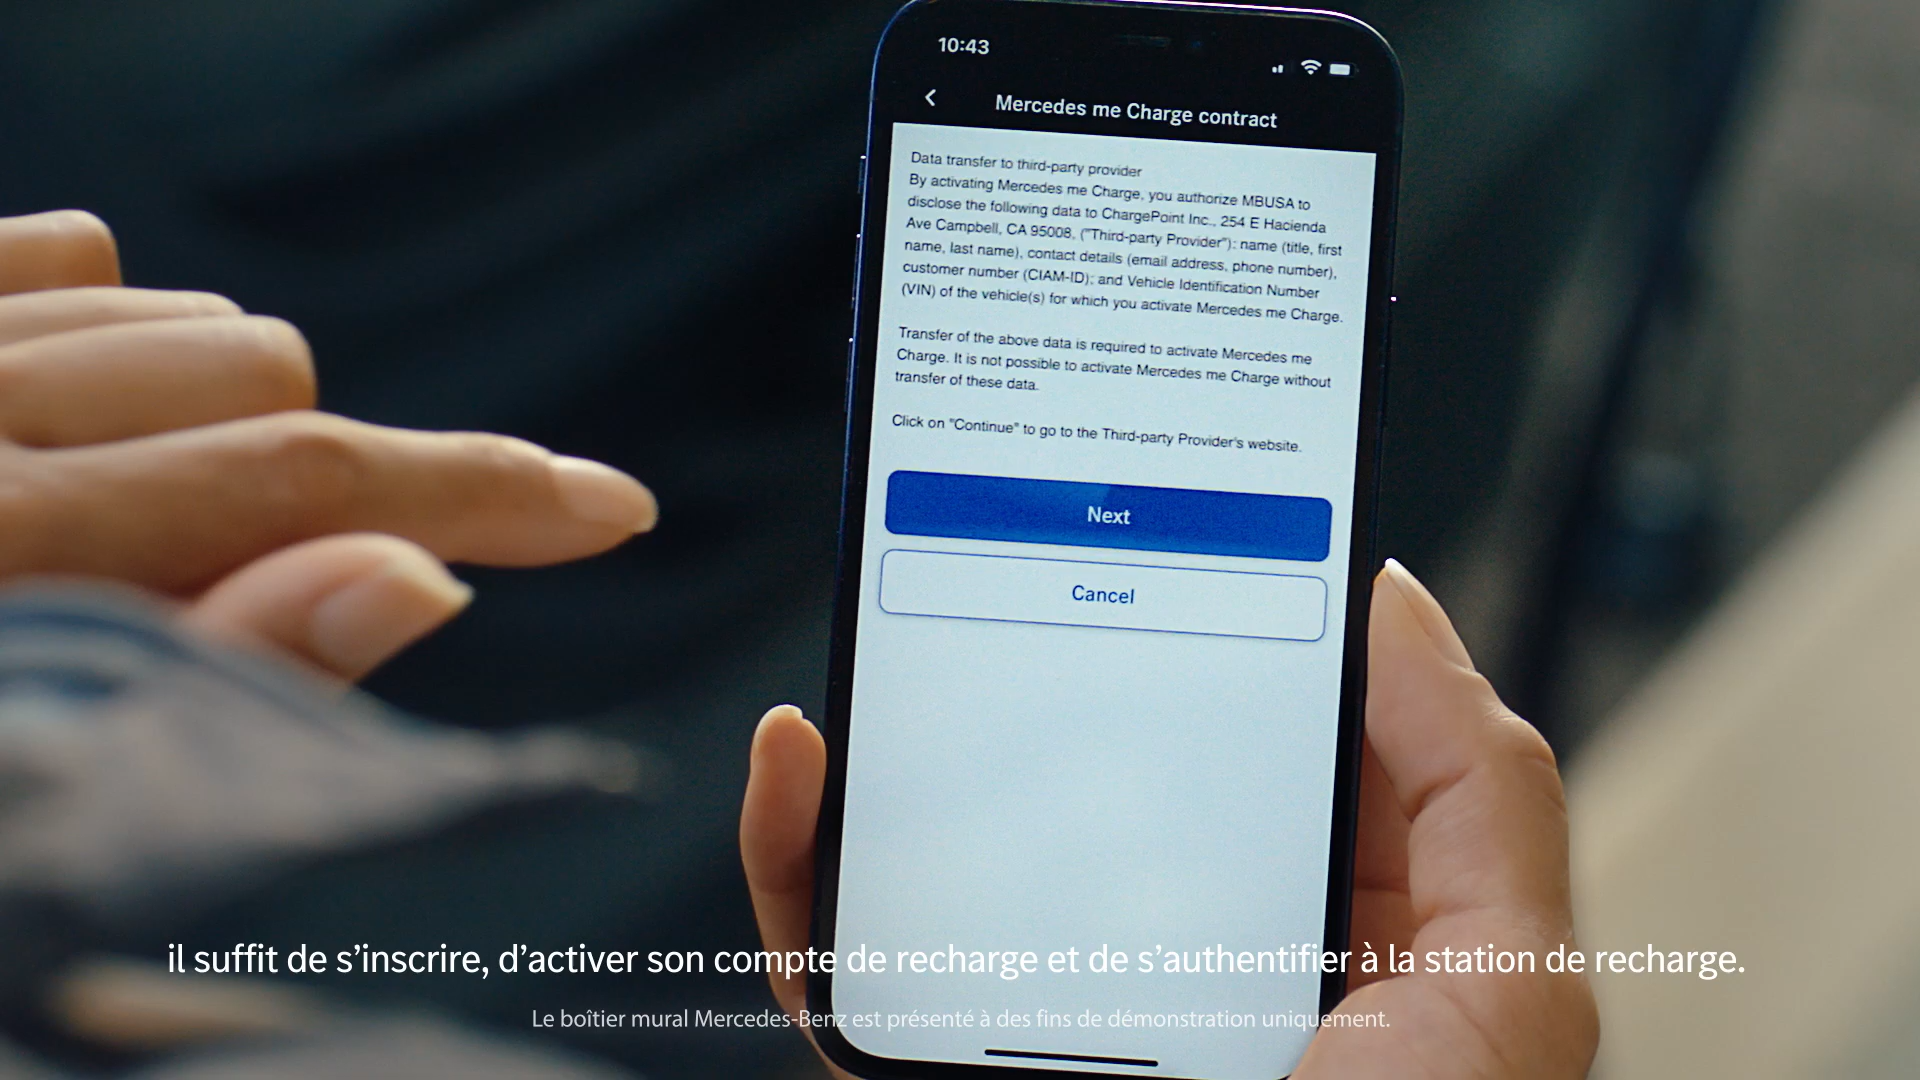 10:43
Mercedes me Charge contract
Data transfer to third-party provider
By activating Mercedes me Charge, you authorize MBUSA to
disclose the following data to ChargePoint Inc., 254 E Hacienda
Ave Campbell, CA 95008, ("Third-party Provider"): name (title, first
name, last name), contact details (email address, phone number),
customer number (CIAM-ID); and Vehicle Identification Number
(VIN) of the vehicle(s) for which you activate Mercedes me Charge.
Transfer of the above data is required to activate Mercedes me
Charge. It is not possible to activate Mercedes me Charge without
transfer of these data.
Click on "Continue" to go to the Third-party Provider's website.
Next
Cancel
il suffit de s’inscrire, d’activer son compte de recharge et de s’authentifier à la station de recharge.
Le boîtier mural Mercedes-Benz est présenté à des fins de démonstration uniquement.